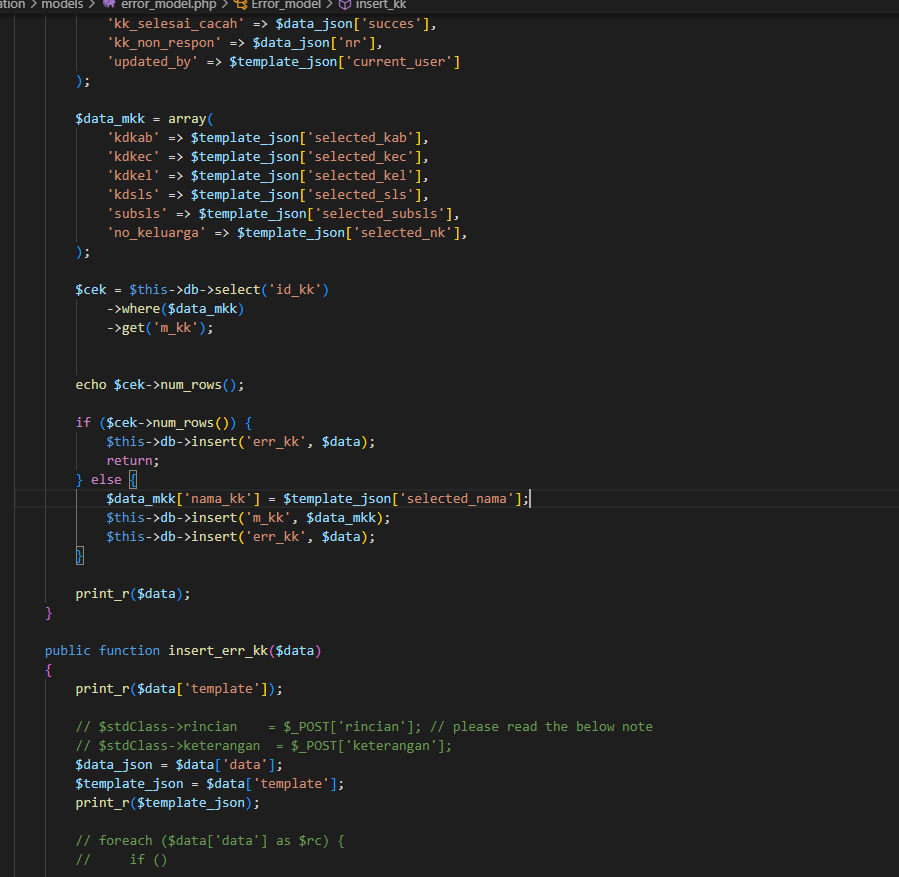 ation > models > error_model.php > Error_model > insert_kk
'kk_selesai_cacah' => $data_json['succes'],
'kk_non_respon' => $data_json['nr'],
'updated_by' => $template_json['current_user']
);
$data_mkk = array(
'kdkab' => $template_json['selected_kab'],
'kdkec' => $template_json['selected_kec'],
'kdkel' => $template_json['selected_kel'],
'kdsls' => $template_json['selected_sls'],
'subsls' => $template_json['selected_subsls'],
'no_keluarga' => $template_json['selected_nk'],
);
$cek = $this->db->select('id_kk')
->where($data_mkk)
->get('m_kk');
echo $cek->num_rows();
if ($cek->num_rows()) {
$this->db->insert('err_kk', $data);
return;
} else {
$data_mkk['nama_kk'] = $template_json['selected_nama'];
$this->db->insert('m_kk', $data_mkk);
$this->db->insert('err_kk', $data);
}
print_r($data);
}
public function insert_err_kk($data)
{
print_r($data['template']);
// $stdClass->rincian    = $_POST['rincian']; // please read the below note
// $stdClass->keterangan  = $_POST['keterangan'];
$data_json = $data['data'];
$template_json = $data['template'];
print_r($template_json);
// foreach ($data['data'] as $rc) {
//     if ()